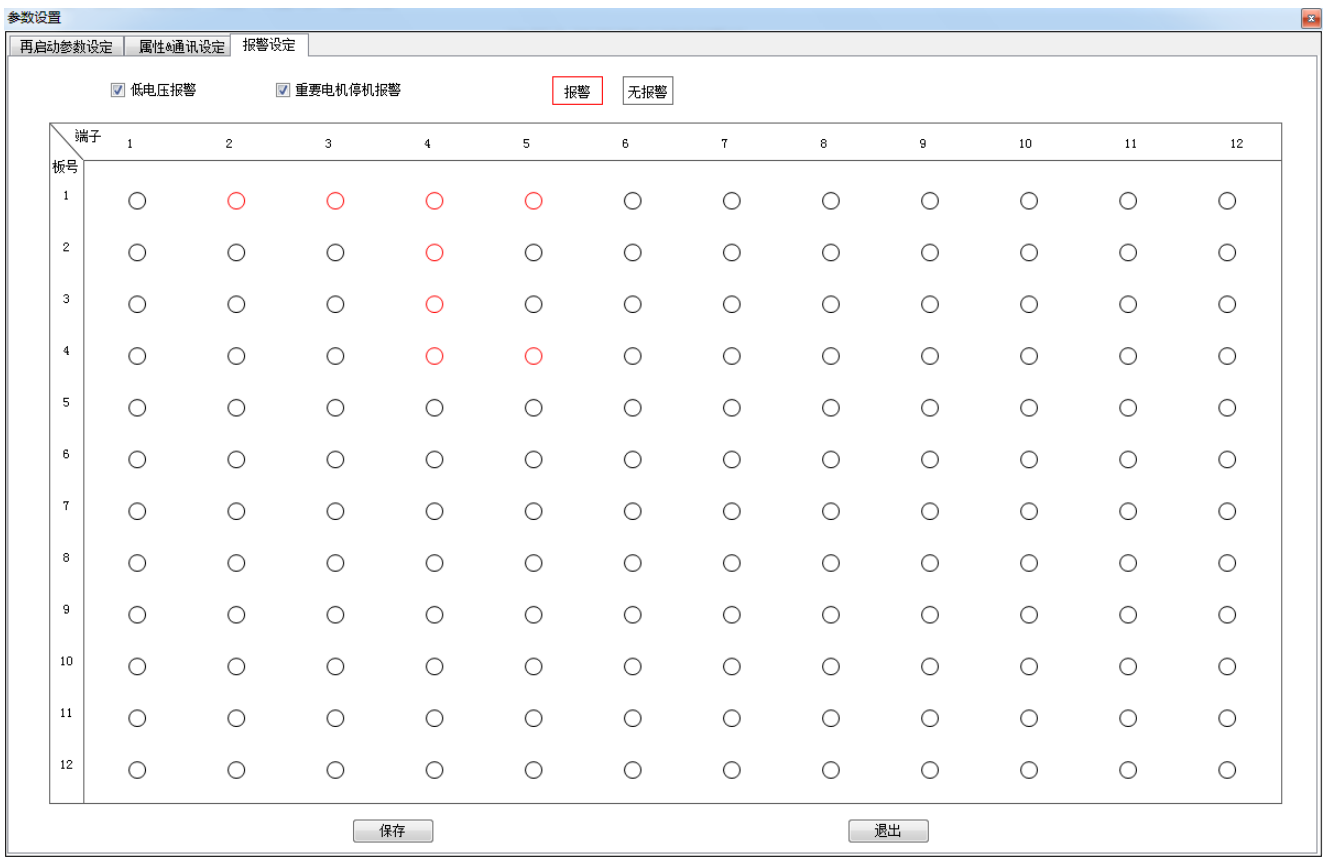 参数设置
再启动参数设定 属性&通讯设定 报警设定
低电压报警 重要电机停机报警 报警 无报警
端子 1 2 3 4 5 6 7 8 9 10 11 12
板号
1
2
3
4
5
6
7
8
9
10
11
12
保存 退出